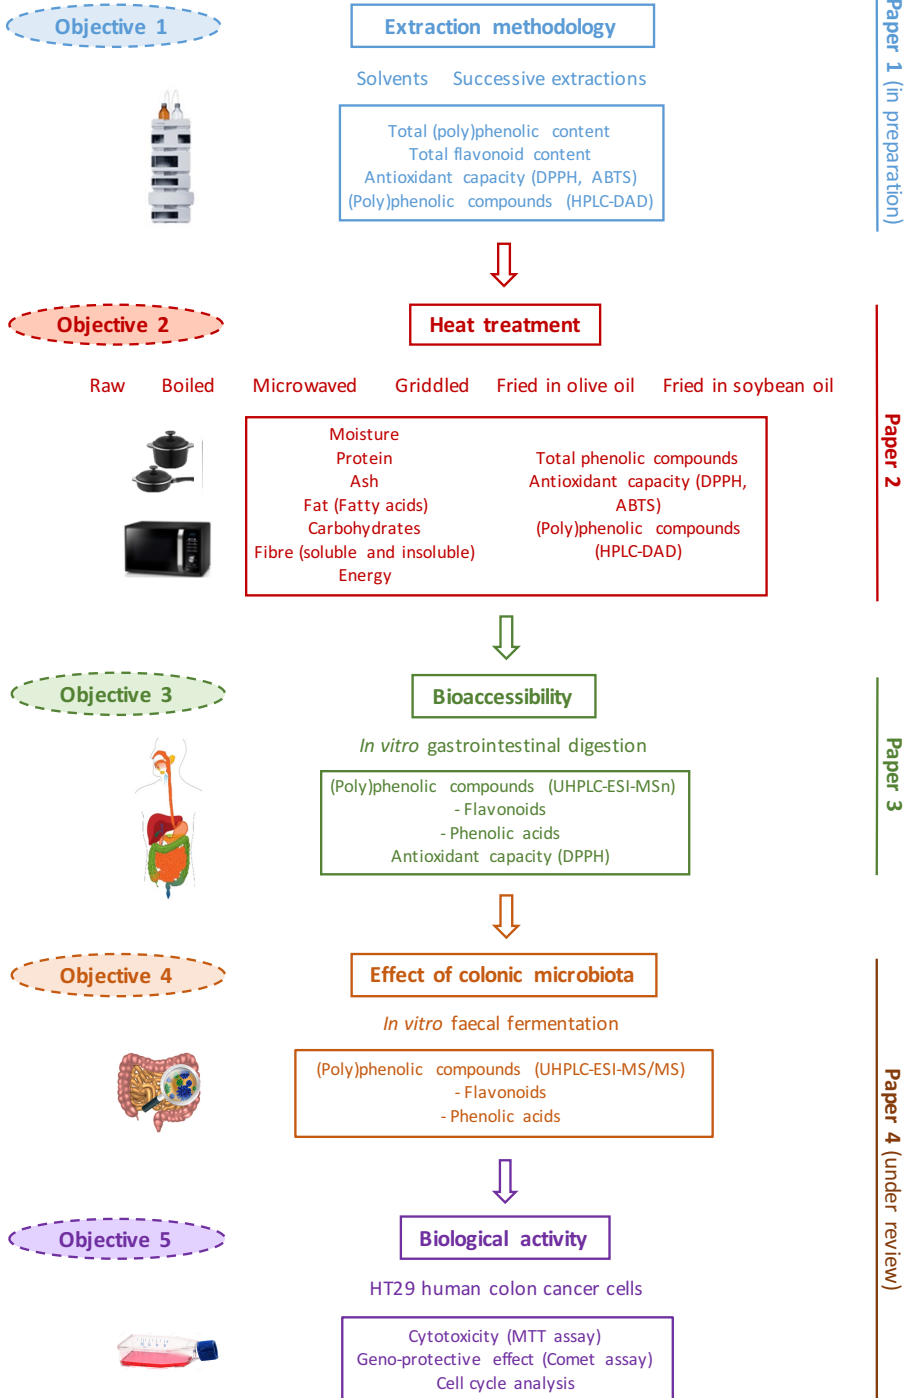 Objective 1
Extraction methodology
Solvents Successive extractions
Total (poly)phenolic content
Total flavonoid content
Antioxidant capacity (DPPH, ABTS)
(Poly)phenolic compounds (HPLC-DAD)
Paper 1 (in preparation)
Objective 2
Heat treatment
Raw Boiled Microwaved Griddled Fried in olive oil Fried in soybean oil
Moisture
Protein
Ash
Fat (Fatty acids)
Carbohydrates
Fibre (soluble and insoluble)
Energy
Total phenolic compounds
Antioxidant capacity (DPPH,
ABTS)
(Poly)phenolic compounds
(HPLC-DAD)
Paper 2
Objective 3
Bioaccessibility
In vitro gastrointestinal digestion
(Poly)phenolic compounds (UHPLC-ESI-MSn)
- Flavonoids
- Phenolic acids
Antioxidant capacity (DPPH)
Paper 3
Objective 4
Effect of colonic microbiota
In vitro faecal fermentation
(Poly)phenolic compounds (UHPLC-ESI-MS/MS)
- Flavonoids
- Phenolic acids
Paper 4 (under review)
Objective 5
Biological activity
HT29 human colon cancer cells
Cytotoxicity (MTT assay)
Geno-protective effect (Comet assay)
Cell cycle analysis